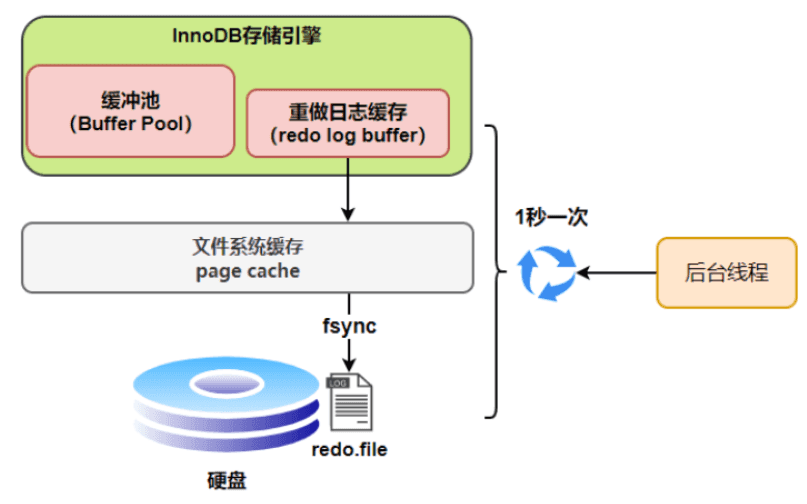 InnoDB存储引擎
缓冲池
（Buffer Pool）
重做日志缓存
（redo log buffer）
1秒一次
文件系统缓存
page cache
后台线程
fsync
LOG
redo.file
硬盘